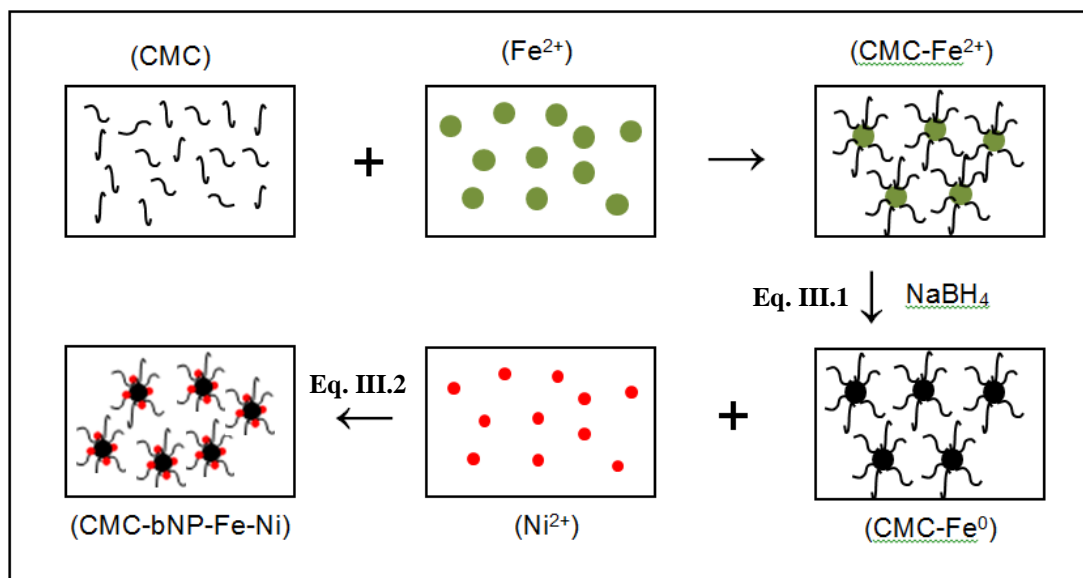 (CMC)
(Fe²⁺)
(CMC-Fe²⁺)
+
→
Eq. III.1 ↓ NaBH₄
Eq. III.2
←
+
(CMC-bNP-Fe-Ni)
(Ni²⁺)
(CMC-Fe⁰)